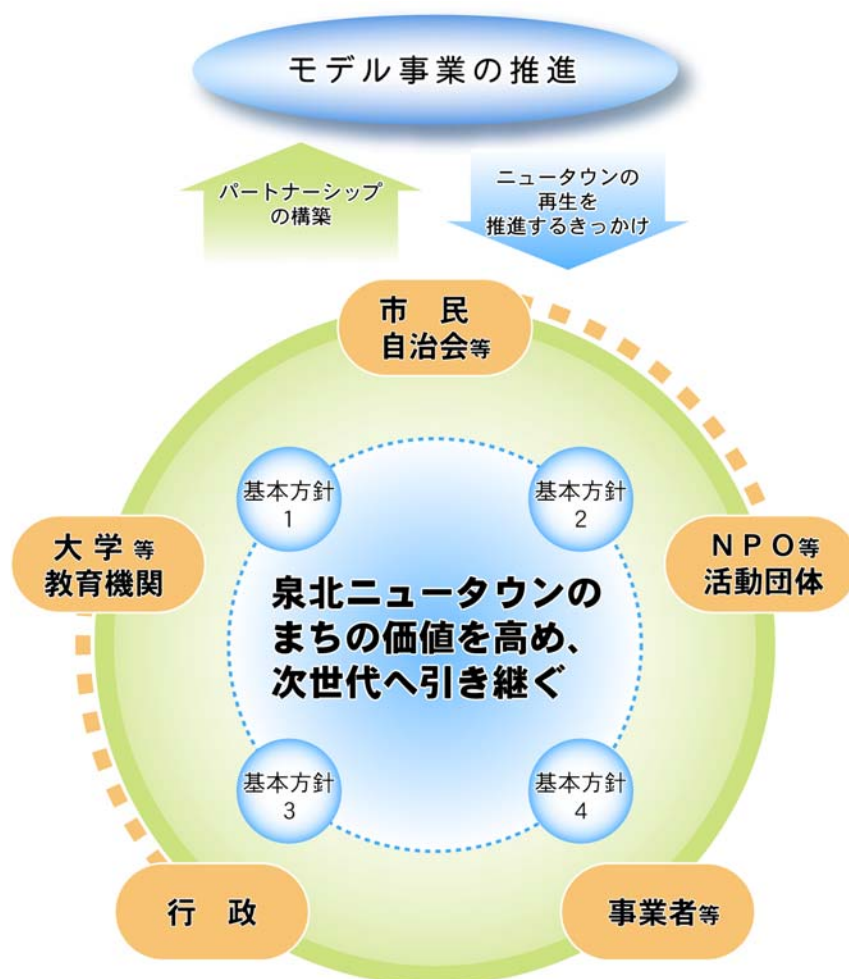 モデル事業の推進
パートナーシップ
の構築
ニュータウンの
再生を
推進するきっかけ
市　民
自治会等
基本方針
1
基本方針
2
大 学 等
教育機関
ＮＰＯ等
活動団体
泉北ニュータウンの
まちの価値を高め、
次世代へ引き継ぐ
基本方針
3
基本方針
4
行　政
事業者等